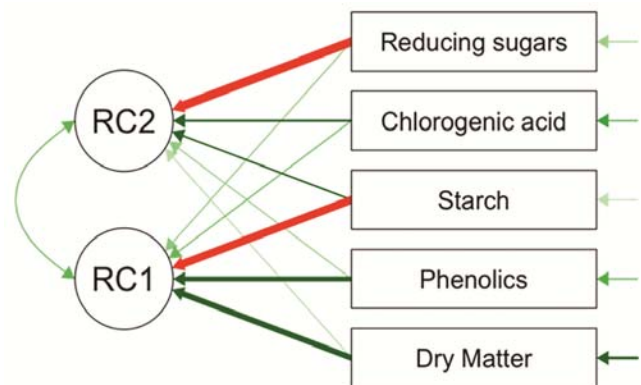 Reducing sugars
RC2
Chlorogenic acid
Starch
RC1
Phenolics
Dry Matter